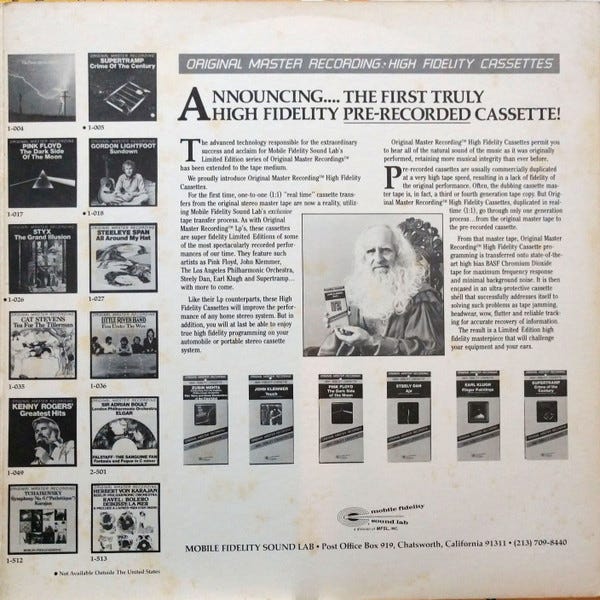 ORIGINAL MASTER RECORDING • HIGH FIDELITY CASSETTES
ANNOUNCING.... THE FIRST TRULY
HIGH FIDELITY PRE-RECORDED CASSETTE!
The advanced technology responsible for the extraordinary
success and acclaim for Mobile Fidelity Sound Lab's
Limited Edition series of Original Master Recordings™
has been extended to the tape medium.
We proudly introduce Original Master Recording™ High Fidelity
Cassettes.
For the first time, one-to-one (1:1) "real time" cassette trans-
fers from the original stereo master tape are now a reality, utiliz-
ing Mobile Fidelity Sound Lab's exclusive
tape transfer process. As with Original
Master Recording™ Lp's, these cassettes
are super fidelity Limited Editions of some
of the most spectacularly recorded perfor-
mances of our time. They feature such
artists as Pink Floyd, John Klemmer,
The Los Angeles Philharmonic Orchestra,
Steely Dan, Earl Klugh and Supertramp...
with more to come.
Like their Lp counterparts, these High
Fidelity Cassettes will improve the perfor-
mance of any home stereo system. But in
addition, you will at last be able to enjoy
true high fidelity programming on your
automobile or portable stereo cassette
system.
Original Master Recording™ High Fidelity Cassettes permit you
to hear all of the natural sound of the music as it was originally
performed, retaining more musical integrity than ever before.
Pre-recorded cassettes are usually commercially duplicated
at a very high tape speed, resulting in a lack of fidelity of
the original performance. Often, the dubbing cassette mas-
ter tape is, in fact, a third or fourth generation tape copy. But Orig-
inal Master Recording™ High Fidelity Cassettes, duplicated in real-
time (1:1), go through only one generation
process...from the original master tape to
the pre-recorded cassette.
From that master tape, Original Master
Recording™ High Fidelity Cassette pro-
gramming is transferred onto state-of-the-
art high bias BASF Chromium Dioxide
tape for maximum frequency response
and minimal background noise. It is then
encased in an ultra-protective cassette
shell that successfully addresses itself to
solving such problems as tape jamming,
headwear, wow, flutter and reliable track-
ing for accurate recovery of information.
The result is a Limited Edition high
fidelity masterpiece that will challenge
your equipment and your ears.
1-004
SUPERTRAMP
Crime Of The Century
• 1-005
PINK FLOYD
The Dark Side
Of The Moon
1-017
GORDON LIGHTFOOT
Sundown
• 1-018
STYX
The Grand Illusion
• 1-026
STEELEYE SPAN
All Around My Hat
1-027
CAT STEVENS
Tea For The Tillerman
1-035
LITTLE RIVER BAND
First Under The Wire
1-036
KENNY ROGERS'
Greatest Hits
1-049
SIR ADRIAN BOULT
London Philharmonic Orchestra
ELGAR
FALSTAFF
Fantasia and Fugue in C minor
2-501
TCHAIKOVSKY
Symphony No. 6 ("Pathetique")
Karajan
1-512
HERBERT VON KARAJAN
BERLIN PHILHARMONIC ORCHESTRA
RAVEL: BOLERO
DEBUSSY: LA MER
1-513
• Not Available Outside The United States
ZUBIN MEHTA
JOHN KLEMMER
Touch
PINK FLOYD
The Dark Side
Of The Moon
STEELY DAN
Aja
EARL KLUGH
Finger Paintings
SUPERTRAMP
Crime of the
Century
mobile fidelity
sound lab
a division of MFSL, INC.
MOBILE FIDELITY SOUND LAB • Post Office Box 919, Chatsworth, California 91311 • (213) 709-8440